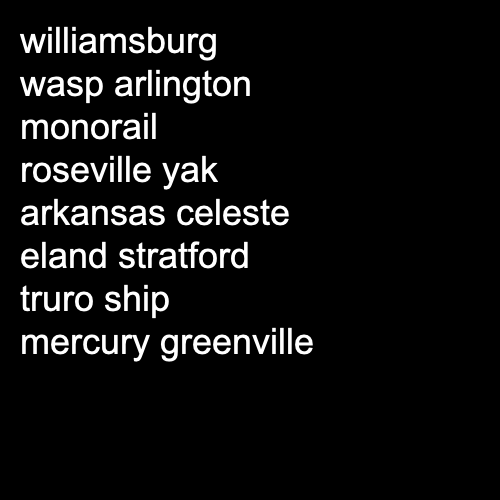 williamsburg
wasp arlington
monorail
roseville yak
arkansas celeste
eland stratford
truro ship
mercury greenville